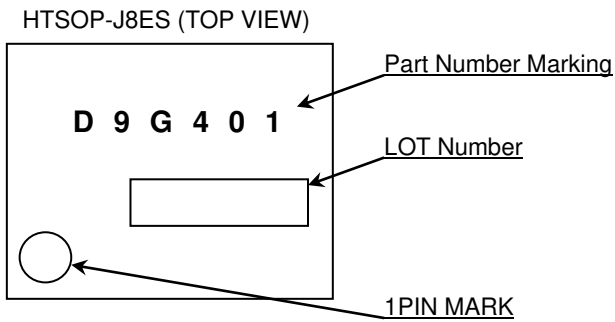 HTSOP-J8ES (TOP VIEW)
Part Number Marking
D 9 G 4 0 1
LOT Number
1PIN MARK